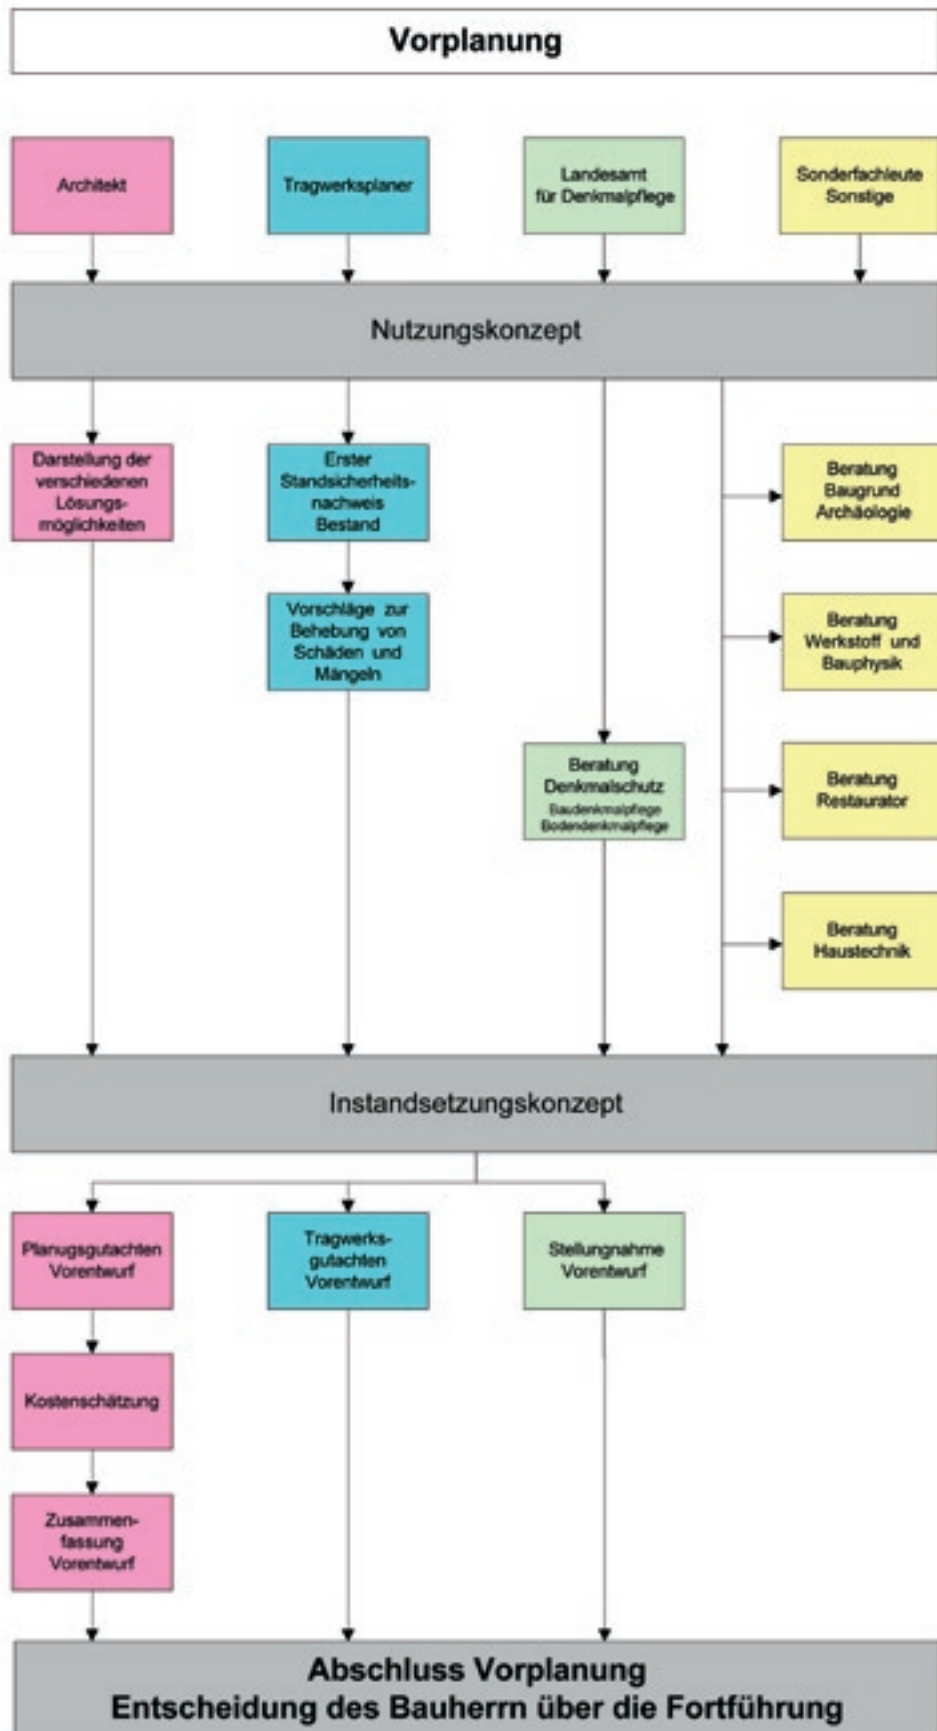 Vorplanung
Architekt
Tragwerksplaner
Landesamt
für Denkmalpflege
Sonderfachleute
Sonstige
Nutzungskonzept
Darstellung der
verschiedenen
Lösungs-
möglichkeiten
Erster
Standsicherheits-
nachweis
Bestand
Beratung
Baugrund
Archäologie
Vorschläge zur
Behebung von
Schäden und
Mängeln
Beratung
Werkstoff und
Bauphysik
Beratung
Denkmalschutz
Baudenkmalpflege
Bodendenkmalpflege
Beratung
Restaurator
Beratung
Haustechnik
Instandsetzungskonzept
Planugsgutachten
Vorentwurf
Tragwerks-
gutachten
Vorentwurf
Stellungnahme
Vorentwurf
Kostenschätzung
Zusammen-
fassung
Vorentwurf
Abschluss Vorplanung
Entscheidung des Bauherrn über die Fortführung